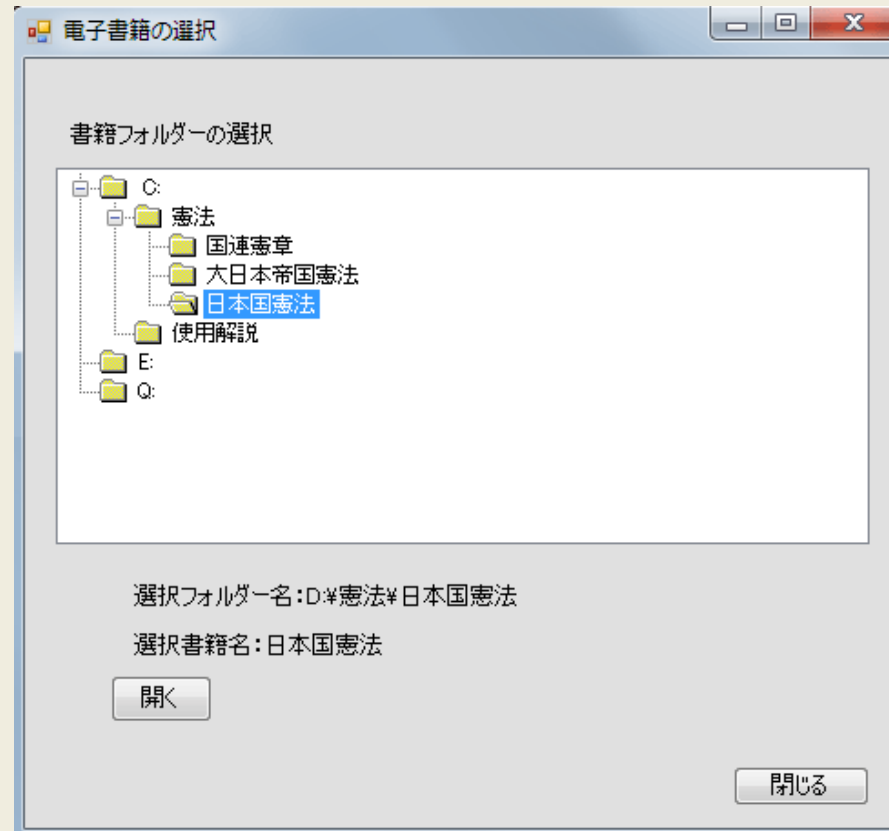 電子書籍の選択
書籍フォルダーの選択
C:
憲法
国連憲章
大日本帝国憲法
日本国憲法
使用解説
E:
Q:
選択フォルダー名:D:¥憲法¥日本国憲法
選択書籍名:日本国憲法
開く
閉じる